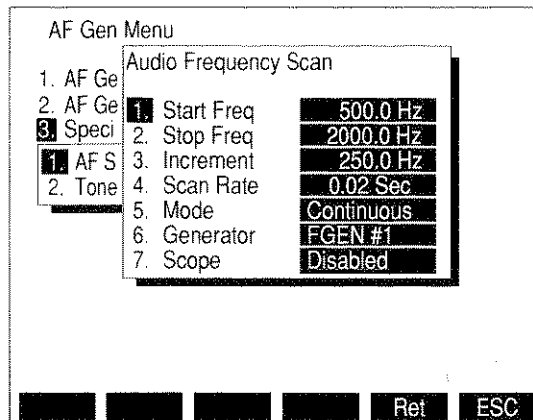 AF Gen Menu
1. AF Ge
2. AF Ge
3. Speci
1. AF S
2. Tone
Audio Frequency Scan
1. Start Freq 500.0 Hz
2. Stop Freq 2000.0 Hz
3. Increment 250.0 Hz
4. Scan Rate 0.02 Sec
5. Mode Continuous
6. Generator FGEN #1
7. Scope Disabled
Ret ESC